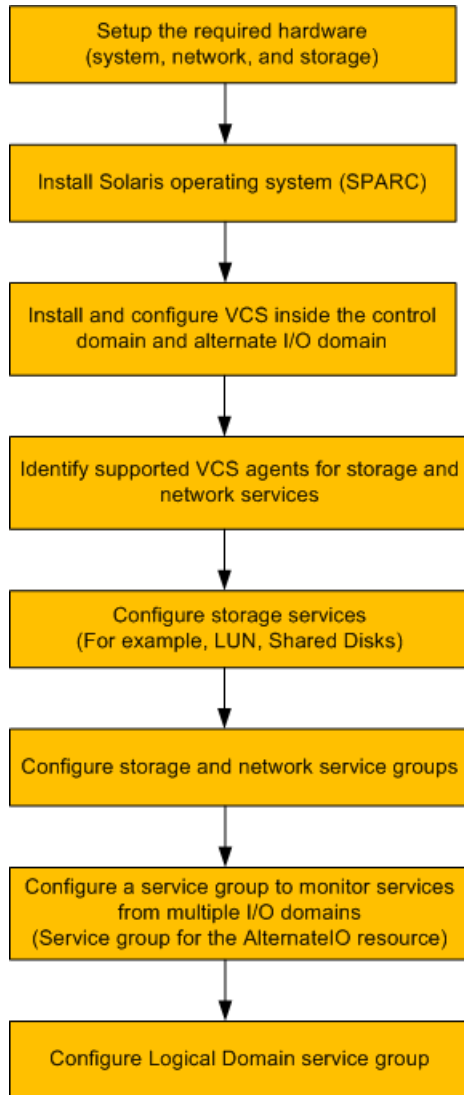 Setup the required hardware
(system, network, and storage)
Install Solaris operating system (SPARC)
Install and configure VCS inside the control
domain and alternate I/O domain
Identify supported VCS agents for storage and
network services
Configure storage services
(For example, LUN, Shared Disks)
Configure storage and network service groups
Configure a service group to monitor services
from multiple I/O domains
(Service group for the AlternateIO resource)
Configure Logical Domain service group